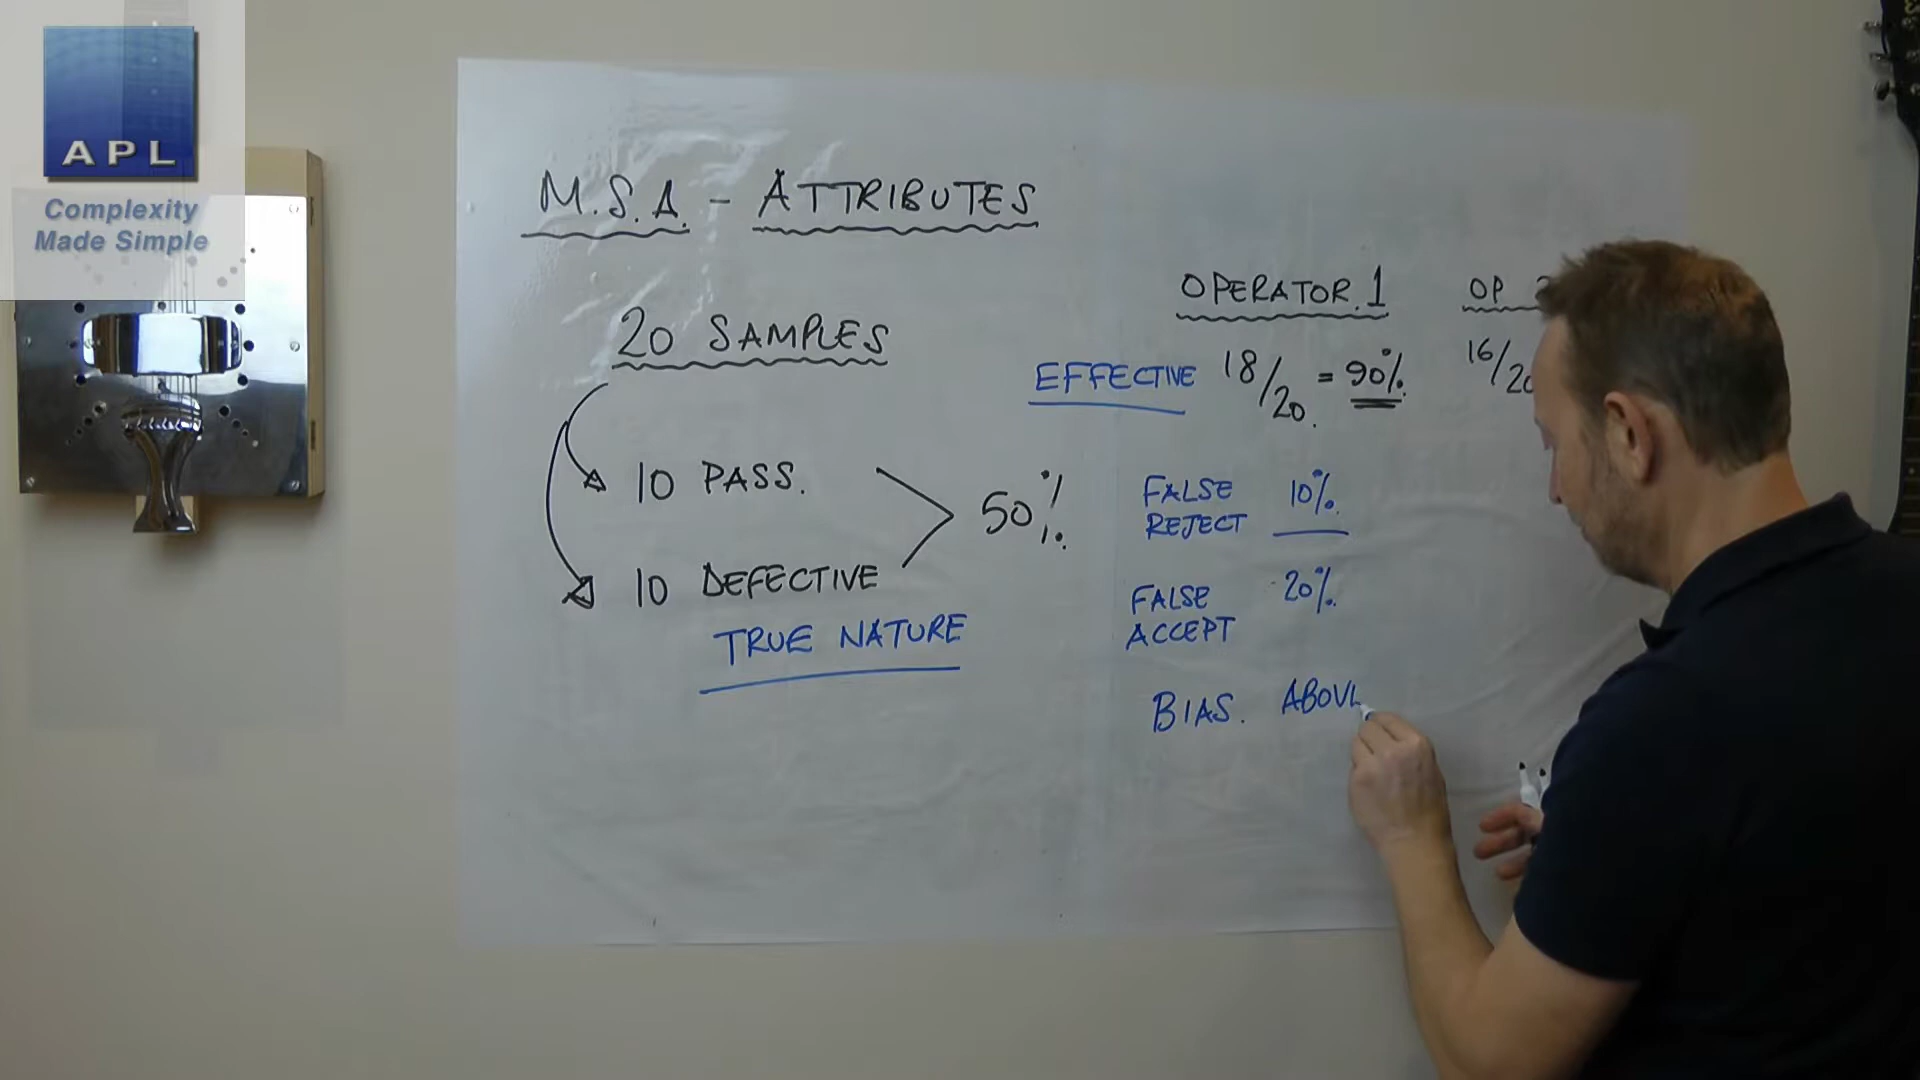 APL
Complexity
Made Simple
M.S.A. - ATTRIBUTES
20 SAMPLES
10 PASS.
10 DEFECTIVE
50%
TRUE NATURE
OPERATOR.1
EFFECTIVE 18/20 = 90%
FALSE REJECT 10%
FALSE ACCEPT 20%
BIAS.
OP
16/20